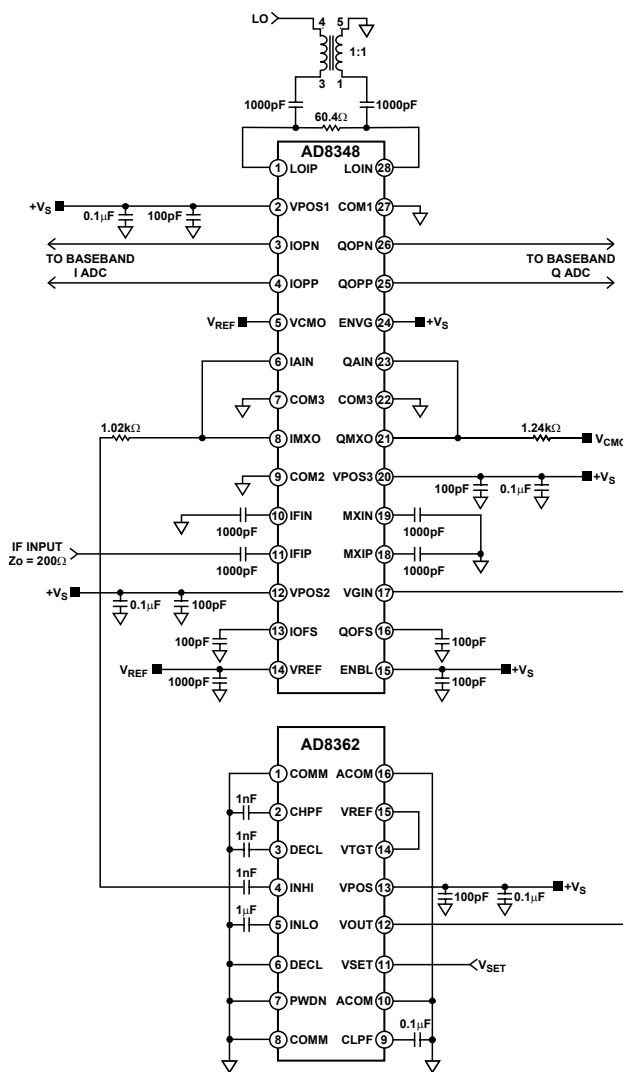 LO
4 5
1:1
3 1
1000pF 1000pF
60.4Ω
AD8348
1 LOIP LOIN 28
+VS 0.1μF 100pF 2 VPOS1 COM1 27
3 IOPN QOPN 26
TO BASEBAND
I ADC
TO BASEBAND
Q ADC
4 IOPP QOPP 25
VREF 5 VCMO ENVG 24 +VS
6 IAIN QAIN 23
7 COM3 COM3 22
1.02kΩ 8 IMXO QMXO 21 1.24kΩ VCMO
9 COM2 VPOS3 20 100pF 0.1μF +VS
1000pF 10 IFIN MXIN 19 1000pF
IF INPUT
Zo = 200Ω
1000pF 11 IFIP MXIP 18 1000pF
+VS 0.1μF 100pF 12 VPOS2 VGIN 17
100pF 13 IOFS QOFS 16 100pF
VREF 1000pF 14 VREF ENBL 15 100pF +VS
AD8362
1 COMM ACOM 16
1nF 2 CHPF VREF 15
1nF 3 DECL VTGT 14
1nF 4 INHI VPOS 13 100pF 0.1μF +VS
1μF 5 INLO VOUT 12
6 DECL VSET 11 VSET
7 PWDN ACOM 10
8 COMM CLPF 9 0.1μF